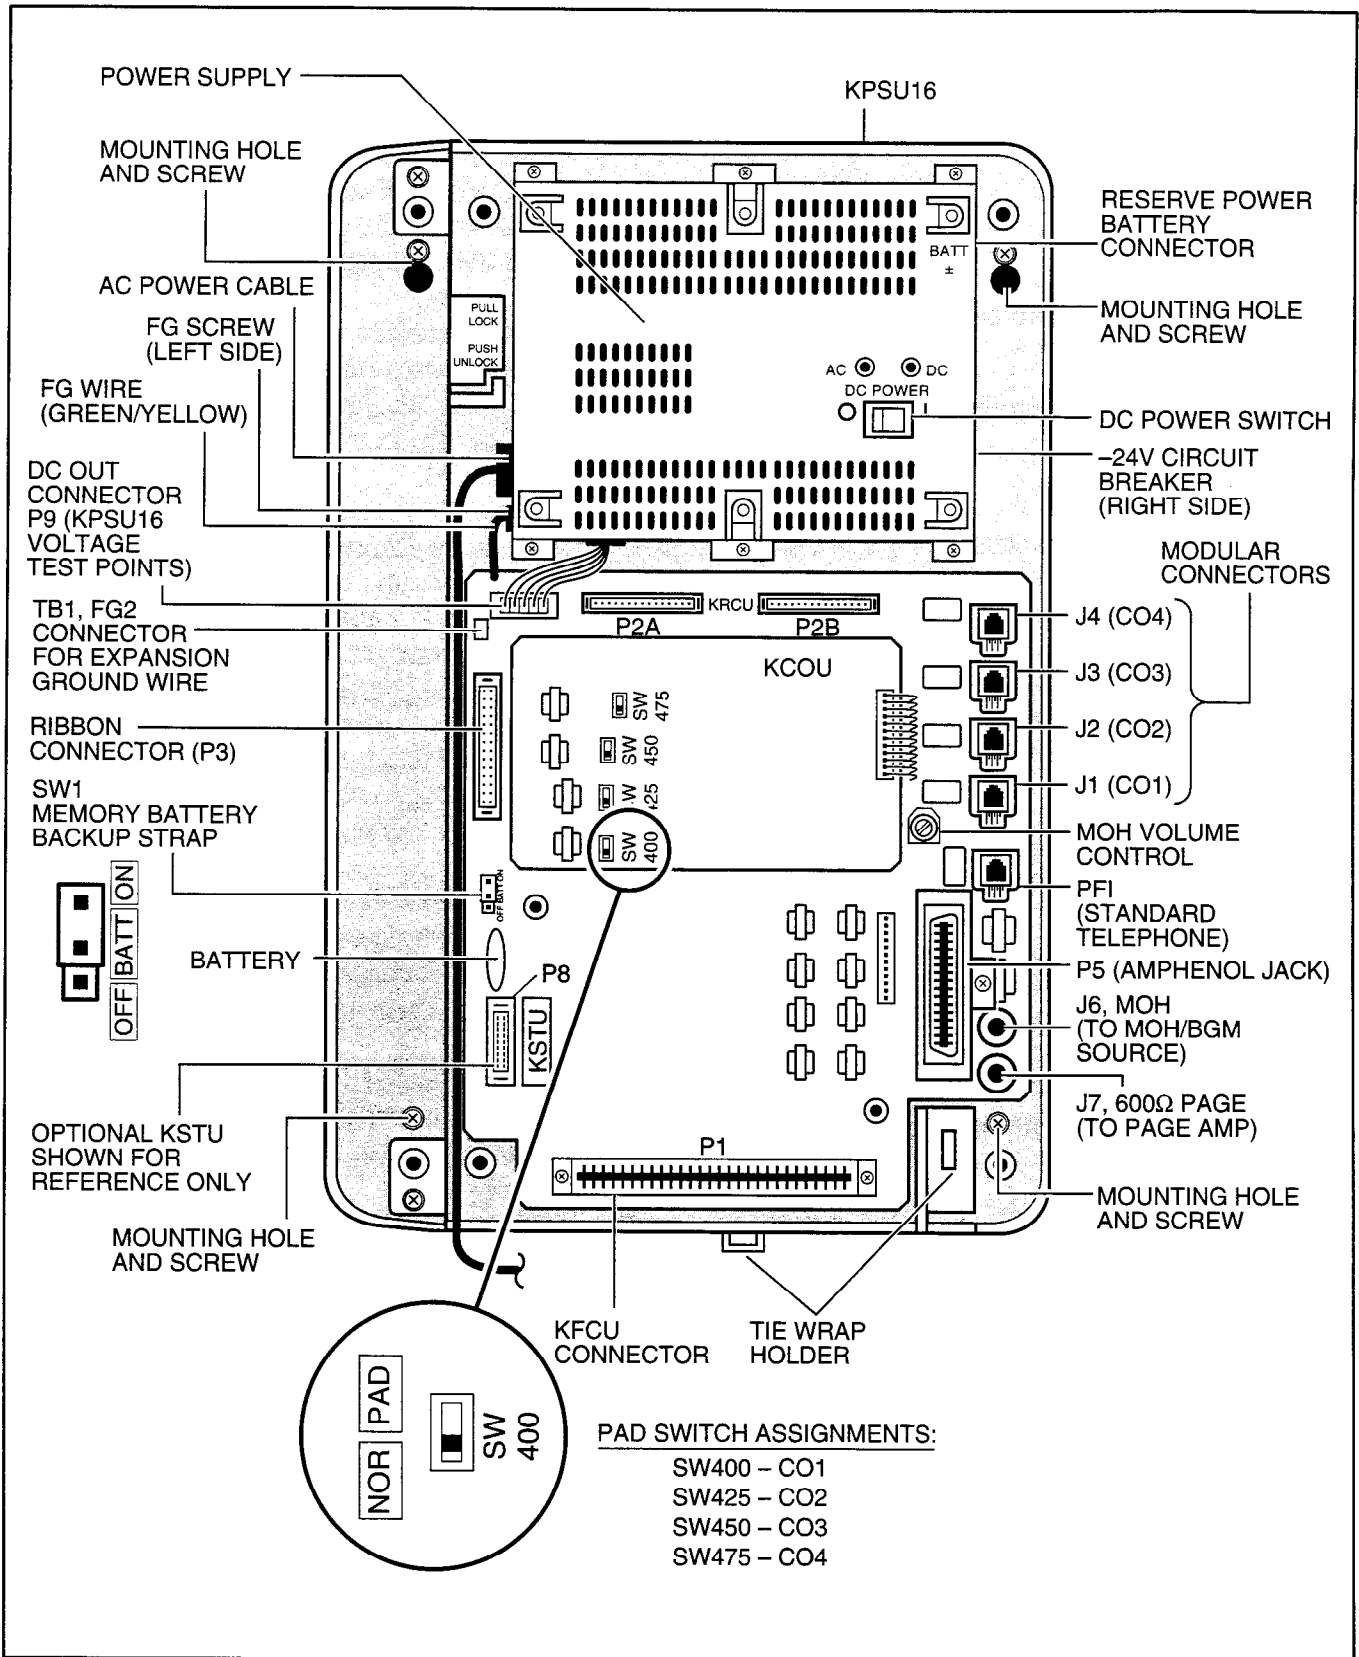 POWER SUPPLY
KPSU16
MOUNTING HOLE
AND SCREW
RESERVE POWER
BATTERY
CONNECTOR
BATT
±
AC POWER CABLE
PULL
LOCK
PUSH
UNLOCK
MOUNTING HOLE
AND SCREW
FG SCREW
(LEFT SIDE)
AC
DC
DC POWER
FG WIRE
(GREEN/YELLOW)
DC POWER SWITCH
-24V CIRCUIT
BREAKER
(RIGHT SIDE)
DC OUT
CONNECTOR
P9 (KPSU16
VOLTAGE
TEST POINTS)
MODULAR
CONNECTORS
TB1, FG2
CONNECTOR
FOR EXPANSION
GROUND WIRE
KRCU
P2A
P2B
J4 (CO4)
KCOU
J3 (CO3)
SW
475
RIBBON
CONNECTOR (P3)
SW
450
J2 (CO2)
J1 (CO1)
SW1
MEMORY BATTERY
BACKUP STRAP
SW
400
MOH VOLUME
CONTROL
OFF BATT ON
OFF BATT ON
PFI
(STANDARD
TELEPHONE)
BATTERY
P8
KSTU
P5 (AMPHENOL JACK)
J6, MOH
(TO MOH/BGM
SOURCE)
J7, 600Ω PAGE
(TO PAGE AMP)
OPTIONAL KSTU
SHOWN FOR
REFERENCE ONLY
P1
MOUNTING HOLE
AND SCREW
MOUNTING HOLE
AND SCREW
KFCU
CONNECTOR
TIE WRAP
HOLDER
NOR PAD
SW
400
PAD SWITCH ASSIGNMENTS:
SW400 – CO1
SW425 – CO2
SW450 – CO3
SW475 – CO4